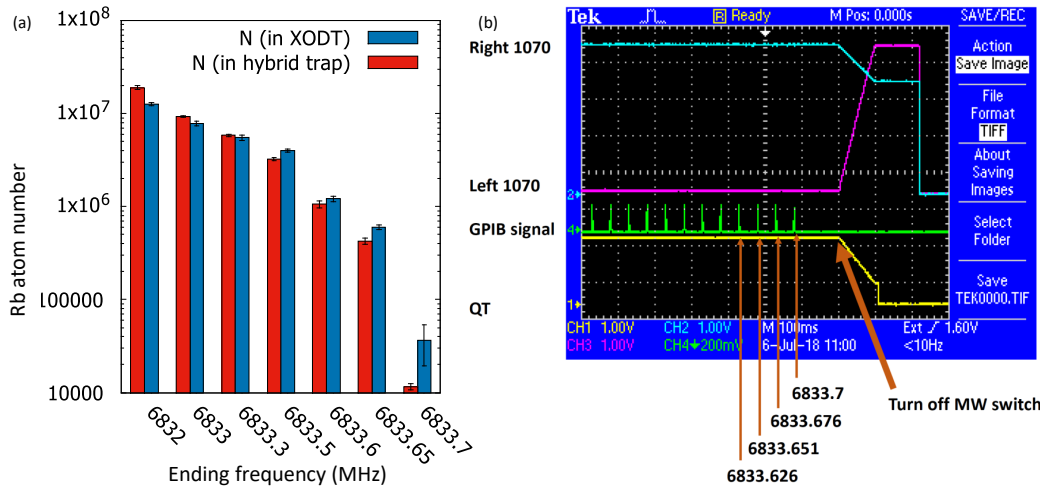 (a)
N (in XODT)
N (in hybrid trap)
Rb atom number
1x10^8
1x10^7
1x10^6
100000
10000
6832
6833
6833.3
6833.5
6833.6
6833.65
6833.7
Ending frequency (MHz)
(b)
Right 1070
Left 1070
GPIB signal
QT
Tek
R Ready
M Pos: 0.000s
SAVE/REC
Action
Save Image
File
Format
TIFF
About
Saving
Images
Select
Folder
Save
TEK0000.TIF
2
4
1
CH1 1.00V CH2 1.00V M 100ms Ext / 1.60V
CH3 1.00V CH4 200mV 6-Jul-18 11:00 <10Hz
6833.7
6833.676
6833.651
6833.626
Turn off MW switch